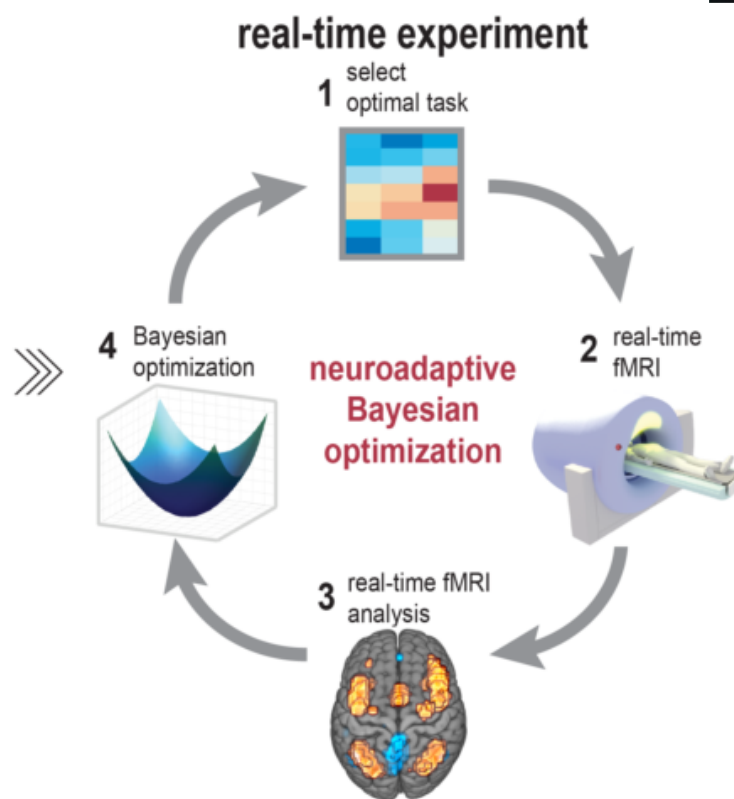 real-time experiment
1 select
optimal task
2 real-time
fMRI
3 real-time fMRI
analysis
4 Bayesian
optimization
neuroadaptive
Bayesian
optimization